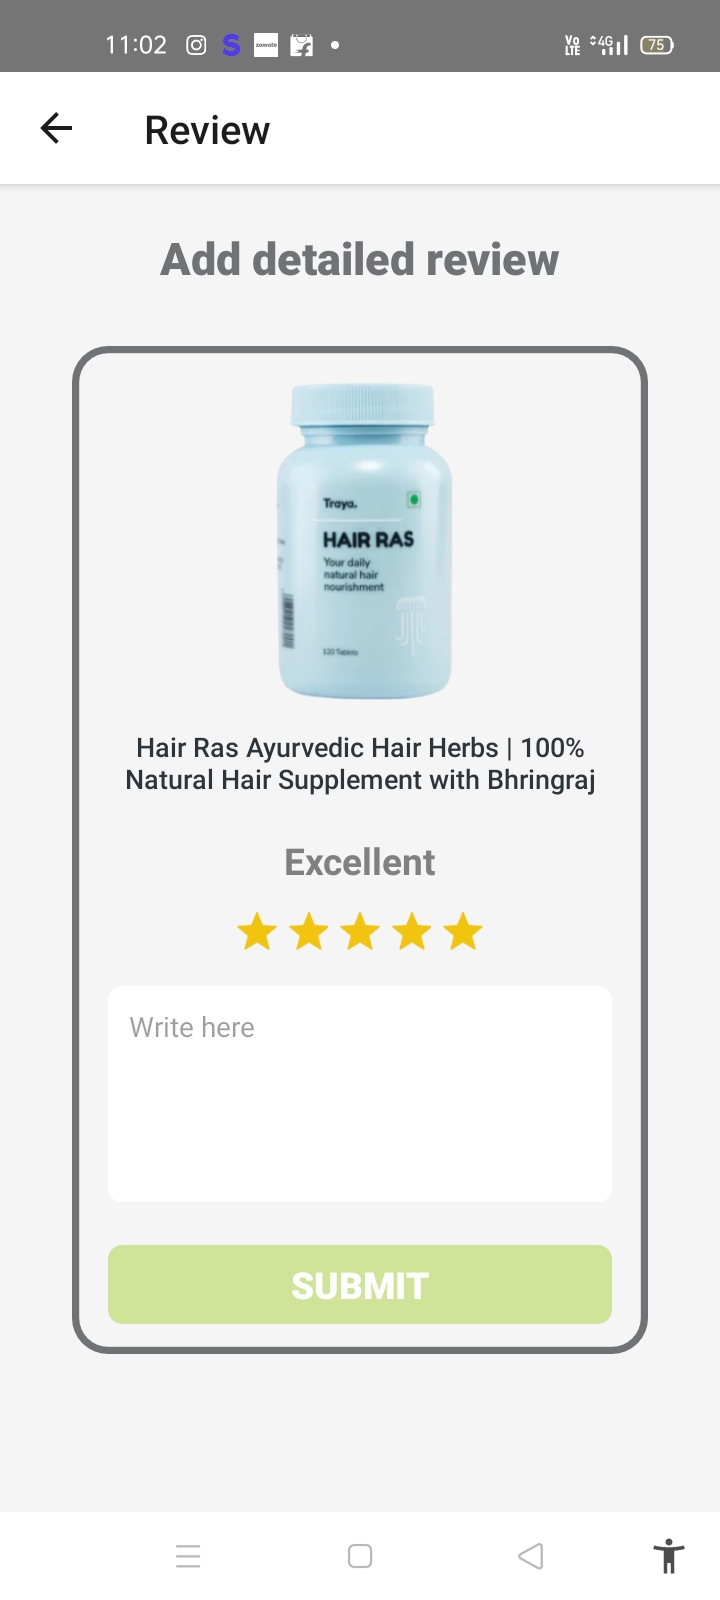 11:02
zomato
Vo
LTE
4G
75
Review
Add detailed review
Traya.
HAIR RAS
Your daily
natural hair
nourishment
120 Tablets
Hair Ras Ayurvedic Hair Herbs | 100%
Natural Hair Supplement with Bhringraj
Excellent
Write here
SUBMIT